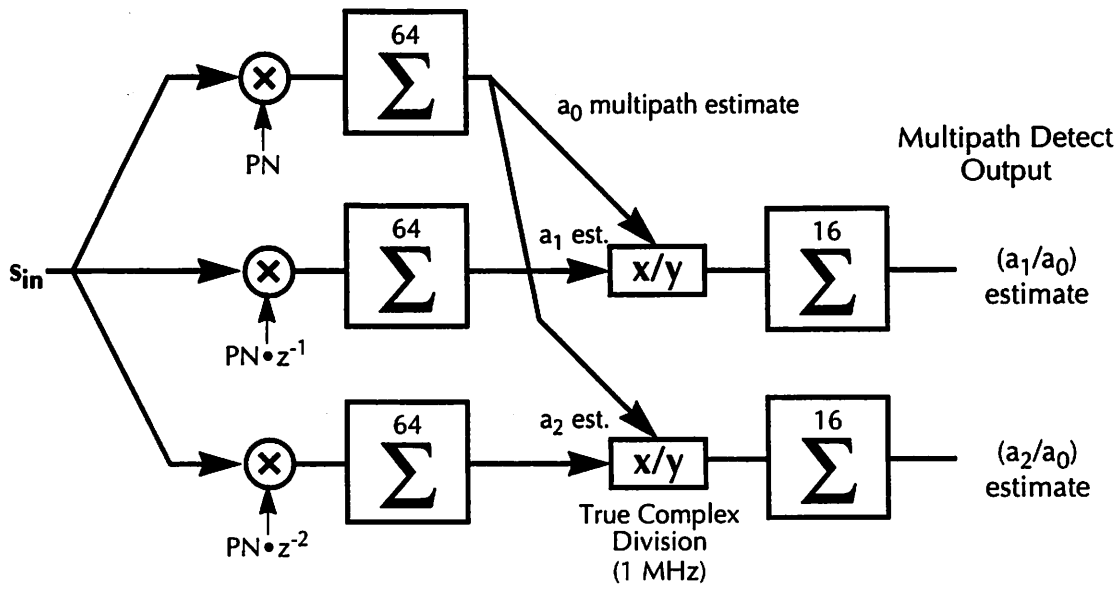 64
Σ
×
a₀ multipath estimate
PN
Multipath Detect
Output
64
Σ
a₁ est.
16
Σ
sᵢₙ
×
x/y
(a₁/a₀)
estimate
PN•z⁻¹
64
Σ
a₂ est.
16
Σ
×
x/y
(a₂/a₀)
estimate
PN•z⁻²
True Complex
Division
(1 MHz)